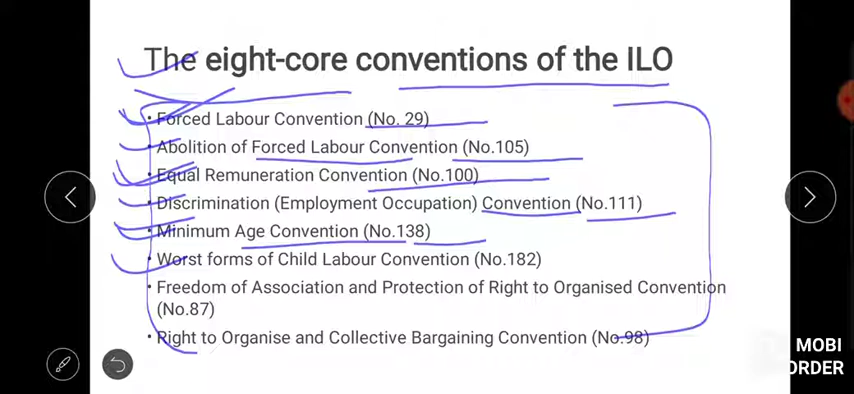 The eight-core conventions of the ILO
• Forced Labour Convention (No. 29)
• Abolition of Forced Labour Convention (No.105)
• Equal Remuneration Convention (No.100)
• Discrimination (Employment Occupation) Convention (No.111)
• Minimum Age Convention (No.138)
• Worst forms of Child Labour Convention (No.182)
• Freedom of Association and Protection of Right to Organised Convention
(No.87)
• Right to Organise and Collective Bargaining Convention (No.98)
MOBI
ORDER